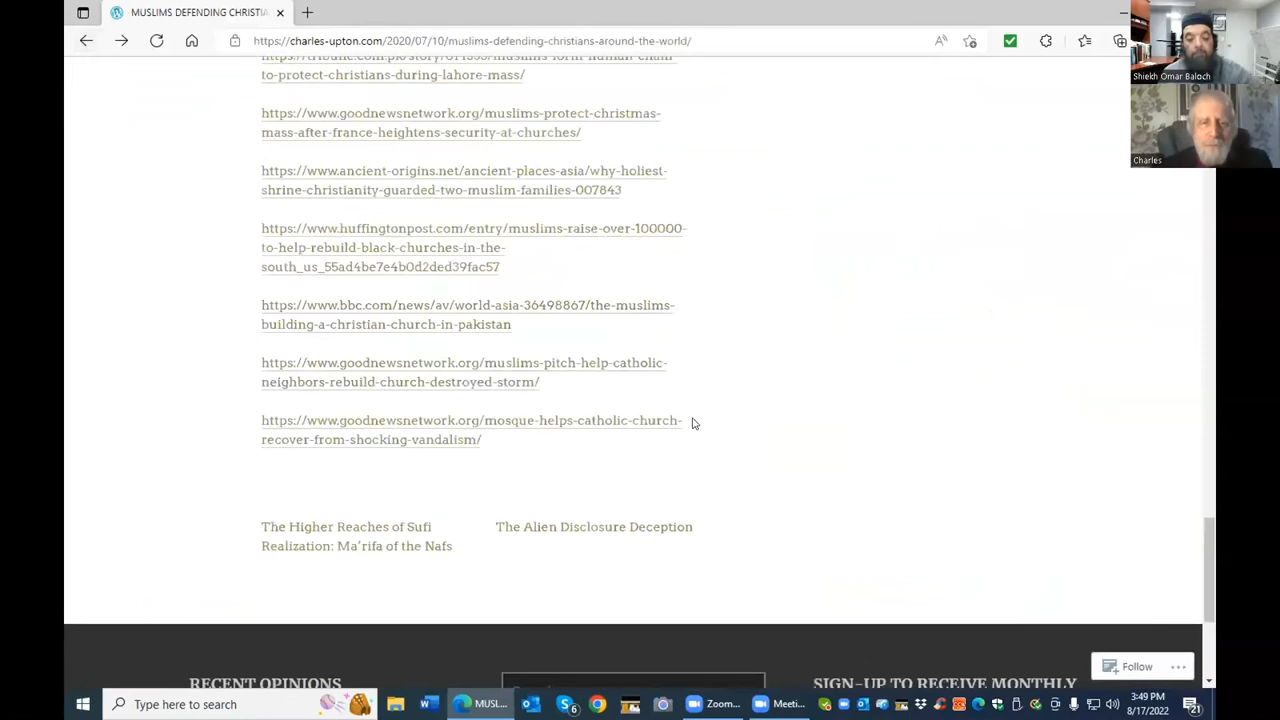 MUSLIMS DEFENDING CHRISTIA
https://charles-upton.com/2020/07/10/muslims-defending-christians-around-the-world/
Shiekh Omar Baloch
Charles
to-protect-christians-during-lahore-mass/
https://www.goodnewsnetwork.org/muslims-protect-christmas-
mass-after-france-heightens-security-at-churches/
https://www.ancient-origins.net/ancient-places-asia/why-holiest-
shrine-christianity-guarded-two-muslim-families-007843
https://www.huffingtonpost.com/entry/muslims-raise-over-100000-
to-help-rebuild-black-churches-in-the-
south_us_55ad4be7e4b0d2ded39fac57
https://www.bbc.com/news/av/world-asia-36498867/the-muslims-
building-a-christian-church-in-pakistan
https://www.goodnewsnetwork.org/muslims-pitch-help-catholic-
neighbors-rebuild-church-destroyed-storm/
https://www.goodnewsnetwork.org/mosque-helps-catholic-church-
recover-from-shocking-vandalism/
The Higher Reaches of Sufi
Realization: Ma’rifa of the Nafs
The Alien Disclosure Deception
Follow
RECENT OPINIONS
SIGN-UP TO RECEIVE MONTHLY
Type here to search
MUSL...
Zoom...
Meeti...
3:49 PM
8/17/2022
21